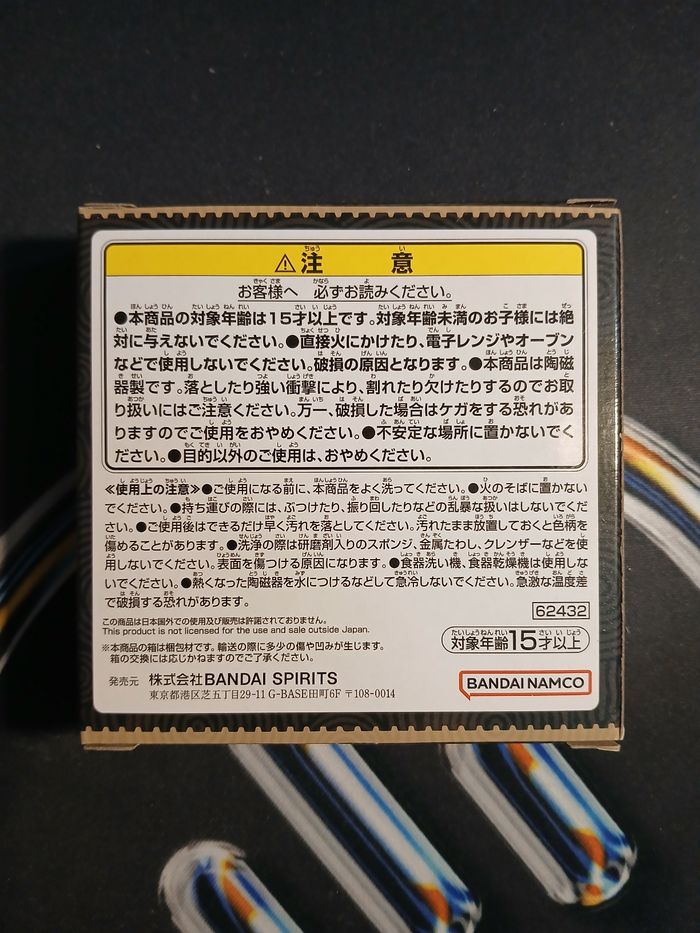 ⚠注意
お客様へ 必ずお読みください。
●本商品の対象年齢は15才以上です。対象年齢未満のお子様には絶
対に与えないでください。●直接火にかけたり、電子レンジやオーブン
などで使用しないでください。破損の原因となります。●本商品は陶磁
器製です。落としたり強い衝撃により、割れたり欠けたりするのでお取
り扱いにはご注意ください。万一、破損した場合はケガをする恐れがあ
りますのでご使用をおやめください。●不安定な場所に置かないでく
ださい。●目的以外のご使用は、おやめください。
≪使用上の注意≫●ご使用になる前に、本商品をよく洗ってください。●火のそばに置かない
でください。●持ち運びの際には、ぶつけたり、振り回したりなどの乱暴な扱いはしないでくだ
さい。●ご使用後はできるだけ早く汚れを落としてください。汚れたまま放置しておくと色柄を
傷めることがあります。●洗浄の際は研磨剤入りのスポンジ、金属たわし、クレンザーなどを使
用しないでください。表面を傷つける原因になります。●食器洗い機、食器乾燥機は使用しな
いでください。●熱くなった陶磁器を水につけるなどして急冷しないでください。急激な温度差
で破損する恐れがあります。
この商品は日本国外での使用及び販売は許諾されておりません。
This product is not licensed for the use and sale outside Japan.
62432
※本商品の箱は梱包材です。輸送の際に多少の傷や凹みが生じます。
箱の交換には応じかねますのでご了承ください。
対象年齢15才以上
発売元 株式会社BANDAI SPIRITS
東京都港区芝五丁目29-11 G-BASE田町6F 〒108-0014
BANDAI NAMCO